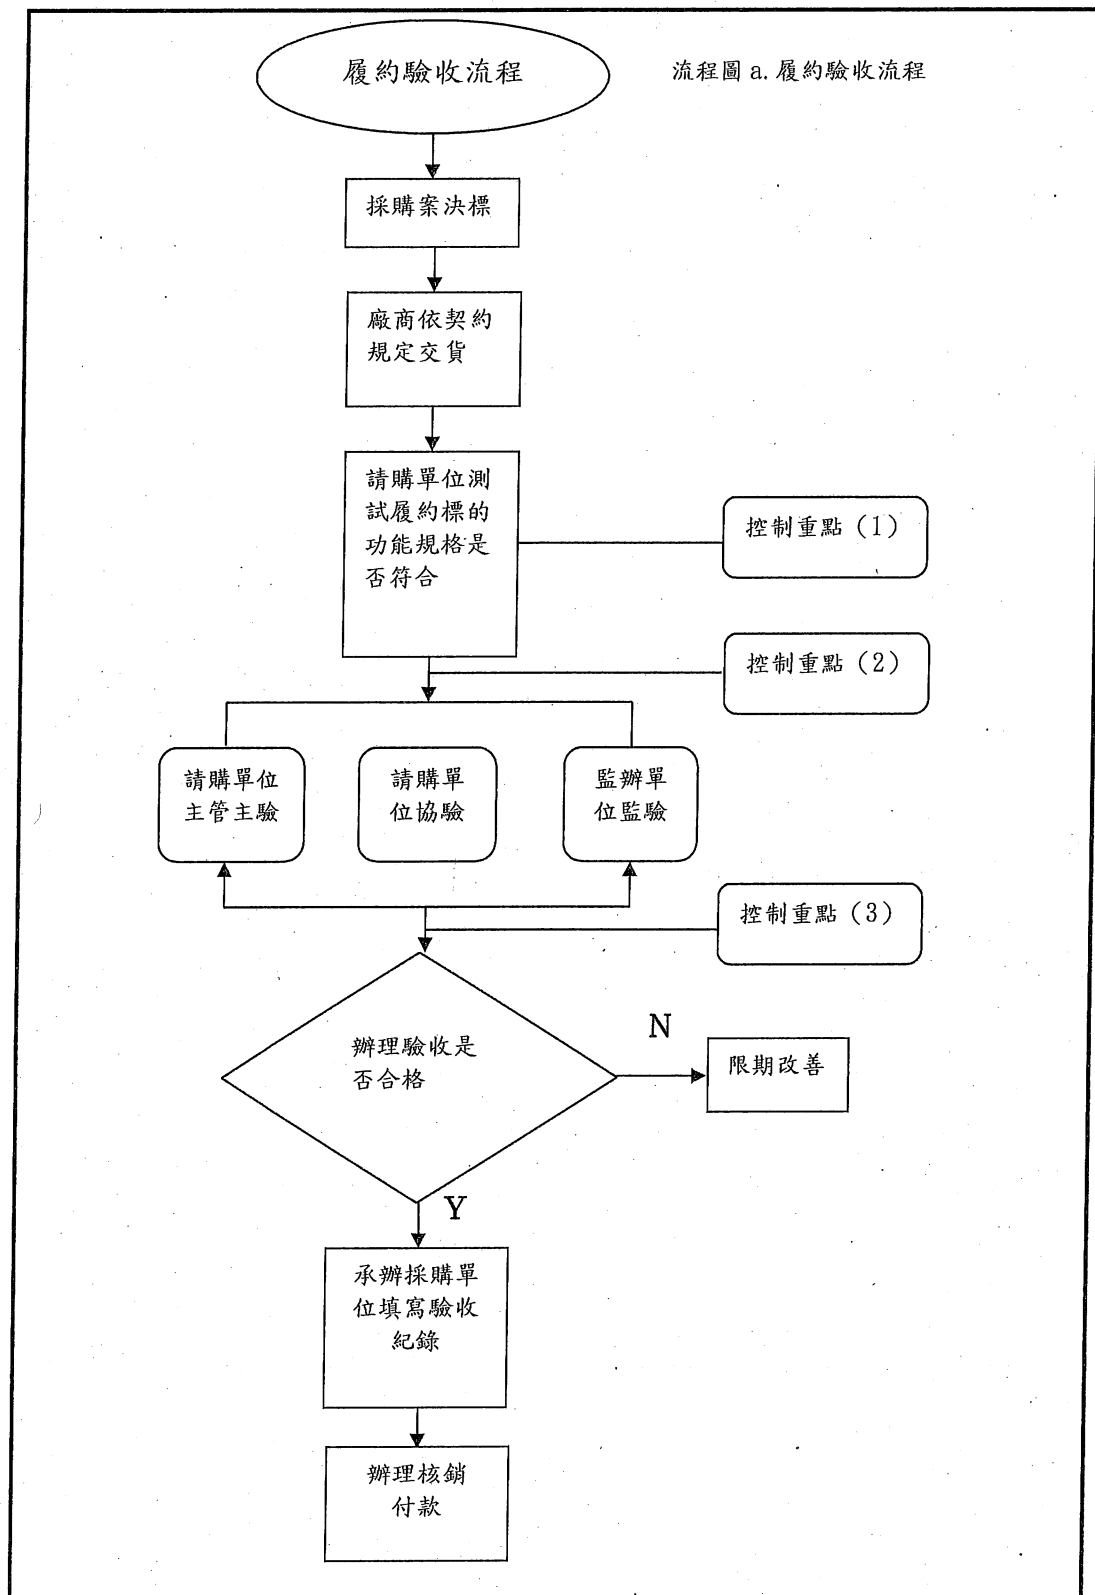 履約驗收流程
流程圖 a. 履約驗收流程
採購案決標
廠商依契約
規定交貨
請購單位測
試履約標的
功能規格是
否符合
控制重點(1)
控制重點(2)
請購單位
主管主驗
請購單
位協驗
監辦單
位監驗
控制重點(3)
辦理驗收是
否合格
N
限期改善
Y
承辦採購單
位填寫驗收
紀錄
辦理核銷
付款